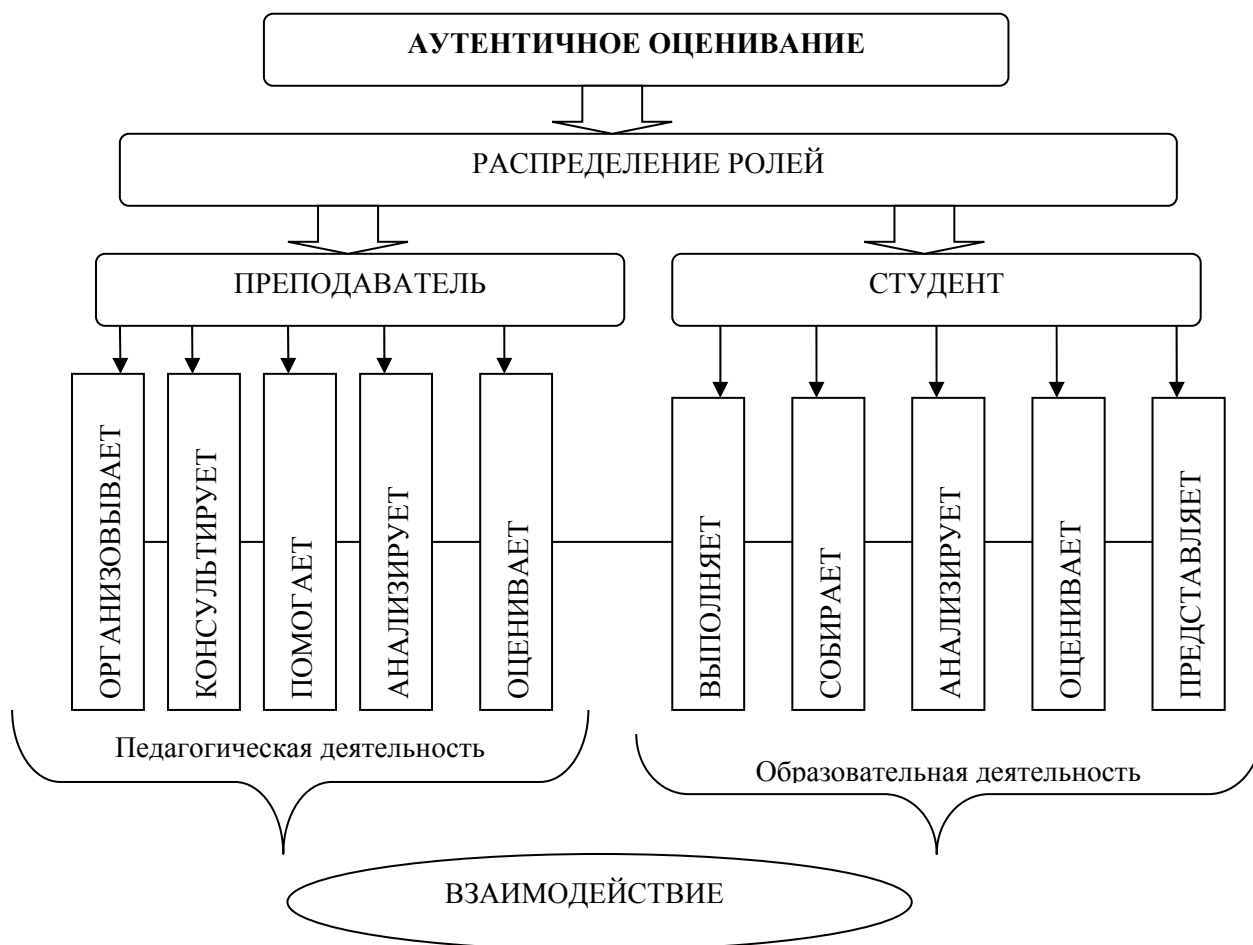 АУТЕНТИЧНОЕ ОЦЕНИВАНИЕ
РАСПРЕДЕЛЕНИЕ РОЛЕЙ
ПРЕПОДАВАТЕЛЬ
СТУДЕНТ
ОРГАНИЗОВЫВАЕТ
КОНСУЛЬТИРУЕТ
ПОМОГАЕТ
АНАЛИЗИРУЕТ
ОЦЕНИВАЕТ
ВЫПОЛНЯЕТ
СОБИРАЕТ
АНАЛИЗИРУЕТ
ОЦЕНИВАЕТ
ПРЕДСТАВЛЯЕТ
Педагогическая деятельность
Образовательная деятельность
ВЗАИМОДЕЙСТВИЕ